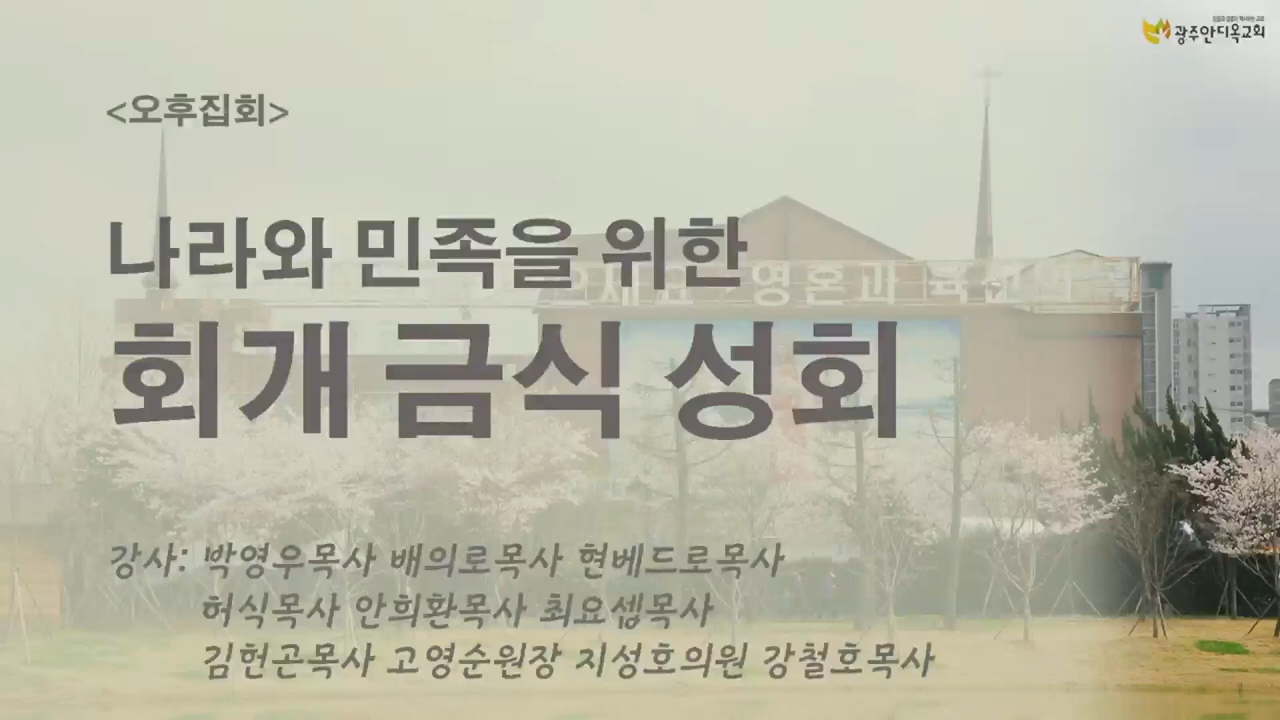 광주안디옥교회
<오후집회>
나라와 민족을 위한
영혼과
회개 금식 성회
강사: 박영우목사 배의로목사 현베드로목사
허식목사 안희환목사 최요셉목사
김헌곤목사 고영순원장 지성호의원 강철호목사